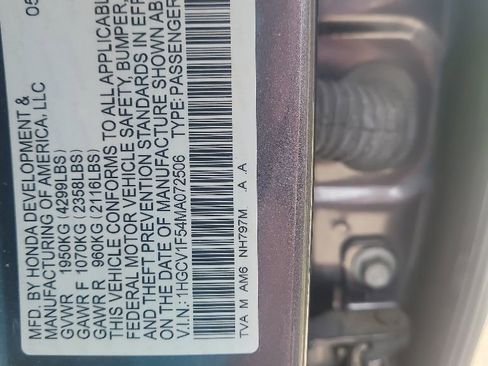 MFD. BY HONDA DEVELOPMENT &
MANUFACTURING OF AMERICA, LLC
05
GVWR 1950KG (4299LBS)
GAWR F 1070KG (2358LBS)
GAWR R 960KG (2116LBS)
THIS VEHICLE CONFORMS TO ALL APPLICABL
FEDERAL MOTOR VEHICLE SAFETY, BUMPER,
AND THEFT PREVENTION STANDARDS IN EFF
ON THE DATE OF MANUFACTURE SHOWN AB
V.I.N.: 1HGCV1F54MA072506 TYPE: PASSENGER
TVA M AM6 NH797M A A